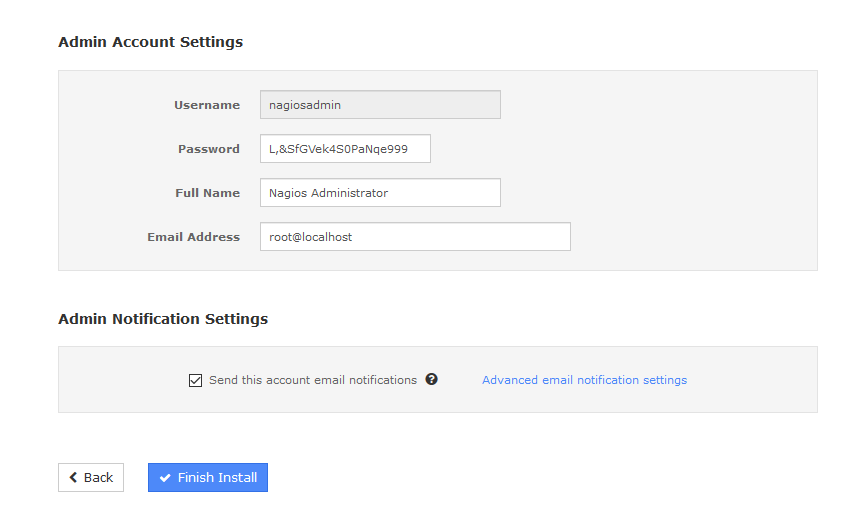 Admin Account Settings
Username nagiosadmin
Password L,&SfGVek4S0PaNqe999
Full Name Nagios Administrator
Email Address root@localhost
Admin Notification Settings
Send this account email notifications ? Advanced email notification settings
Back Finish Install